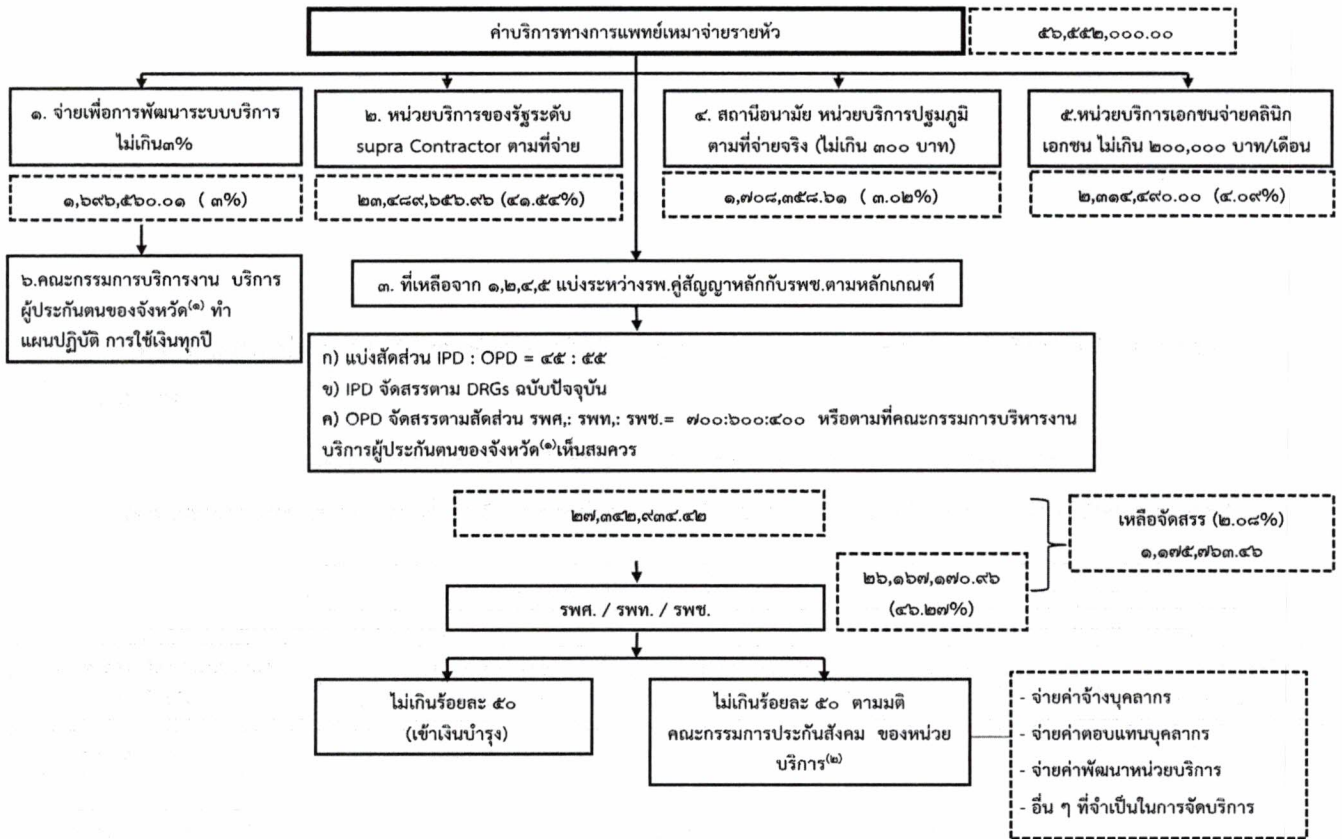 ค่าบริการทางการแพทย์เหมาจ่ายรายหัว
๕๖,๕๕๒,๐๐๐.๐๐
๑. จ่ายเพื่อการพัฒนาระบบบริการ
ไม่เกิน๓%
๑,๖๙๖,๕๖๐.๐๑ ( ๓%)
๒. หน่วยบริการของรัฐระดับ
supra Contractor ตามที่จ่าย
๒๓,๔๘๙,๖๕๖.๙๖ (๔๑.๕๔%)
๔. สถานีอนามัย หน่วยบริการปฐมภูมิ
ตามที่จ่ายจริง (ไม่เกิน ๓๐๐ บาท)
๑,๗๐๘,๓๕๘.๖๑ ( ๓.๐๒%)
๕.หน่วยบริการเอกชนจ่ายคลินิก
เอกชน ไม่เกิน ๒๐๐,๐๐๐ บาท/เดือน
๒,๓๑๔,๔๙๐.๐๐ (๔.๐๙%)
๖.คณะกรรมการบริการงาน บริการ
ผู้ประกันตนของจังหวัด⁽๑⁾ ทำ
แผนปฏิบัติ การใช้เงินทุกปี
๓. ที่เหลือจาก ๑,๒,๔,๕ แบ่งระหว่างรพ.คู่สัญญาหลักกับรพช.ตามหลักเกณฑ์
ก) แบ่งสัดส่วน IPD : OPD = ๔๕ : ๕๕
ข) IPD จัดสรรตาม DRGs ฉบับปัจจุบัน
ค) OPD จัดสรรตามสัดส่วน รพศ,: รพท,: รพช.= ๗๐๐:๖๐๐:๔๐๐ หรือตามที่คณะกรรมการบริหารงาน
บริการผู้ประกันตนของจังหวัด⁽๑⁾เห็นสมควร
๒๗,๓๔๒,๙๓๔.๔๒
๒๖,๑๖๗,๑๗๐.๙๖
(๔๖.๒๗%)
เหลือจัดสรร (๒.๐๘%)
๑,๑๗๕,๗๖๓.๔๖
รพศ. / รพท. / รพช.
ไม่เกินร้อยละ ๕๐
(เข้าเงินบำรุง)
ไม่เกินร้อยละ ๕๐ ตามมติ
คณะกรรมการประกันสังคม ของหน่วย
บริการ⁽๒⁾
- จ่ายค่าจ้างบุคลากร
- จ่ายค่าตอบแทนบุคลากร
- จ่ายค่าพัฒนาหน่วยบริการ
- อื่น ๆ ที่จำเป็นในการจัดบริการ